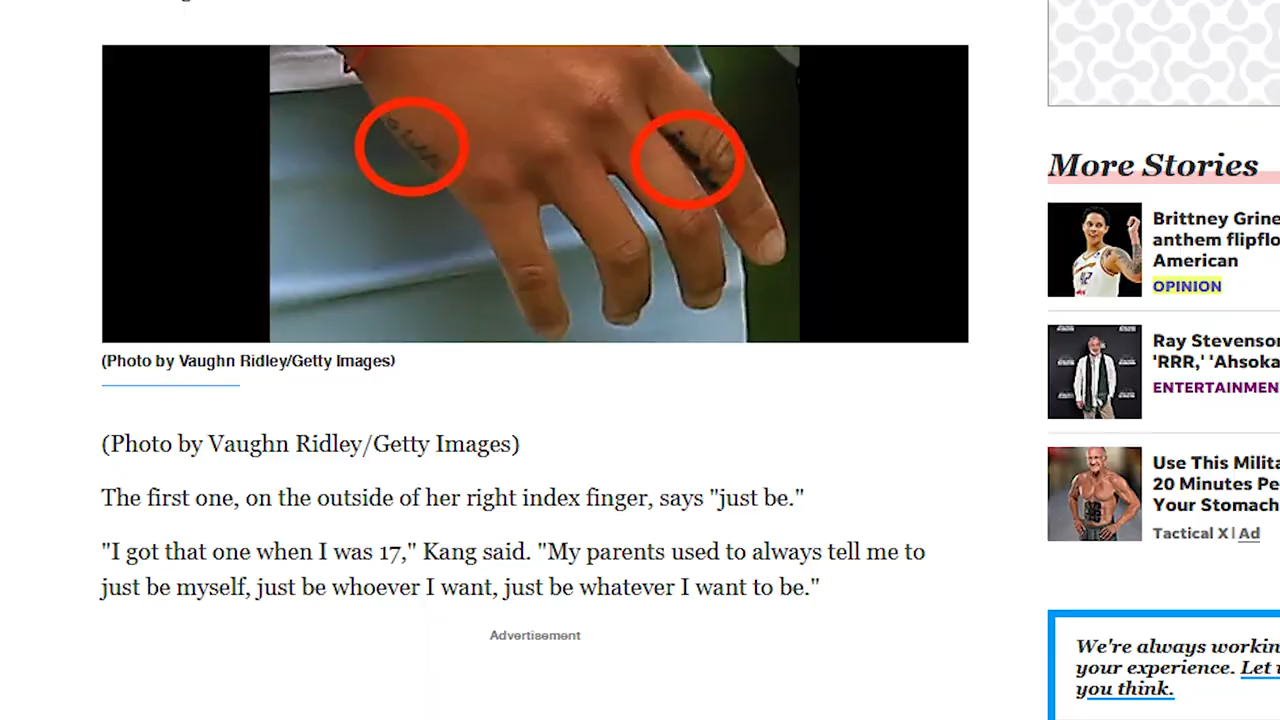 (Photo by Vaughn Ridley/Getty Images)
(Photo by Vaughn Ridley/Getty Images)
The first one, on the outside of her right index finger, says "just be."
"I got that one when I was 17," Kang said. "My parents used to always tell me to
just be myself, just be whoever I want, just be whatever I want to be."
Advertisement
More Stories
Brittney Grine
anthem flipflo
American
OPINION
Ray Stevenson
'RRR,' 'Ahsoka
ENTERTAINMEN
Use This Milita
20 Minutes Pe
Your Stomach
Tactical X | Ad
We're always workin
your experience. Let
you think.